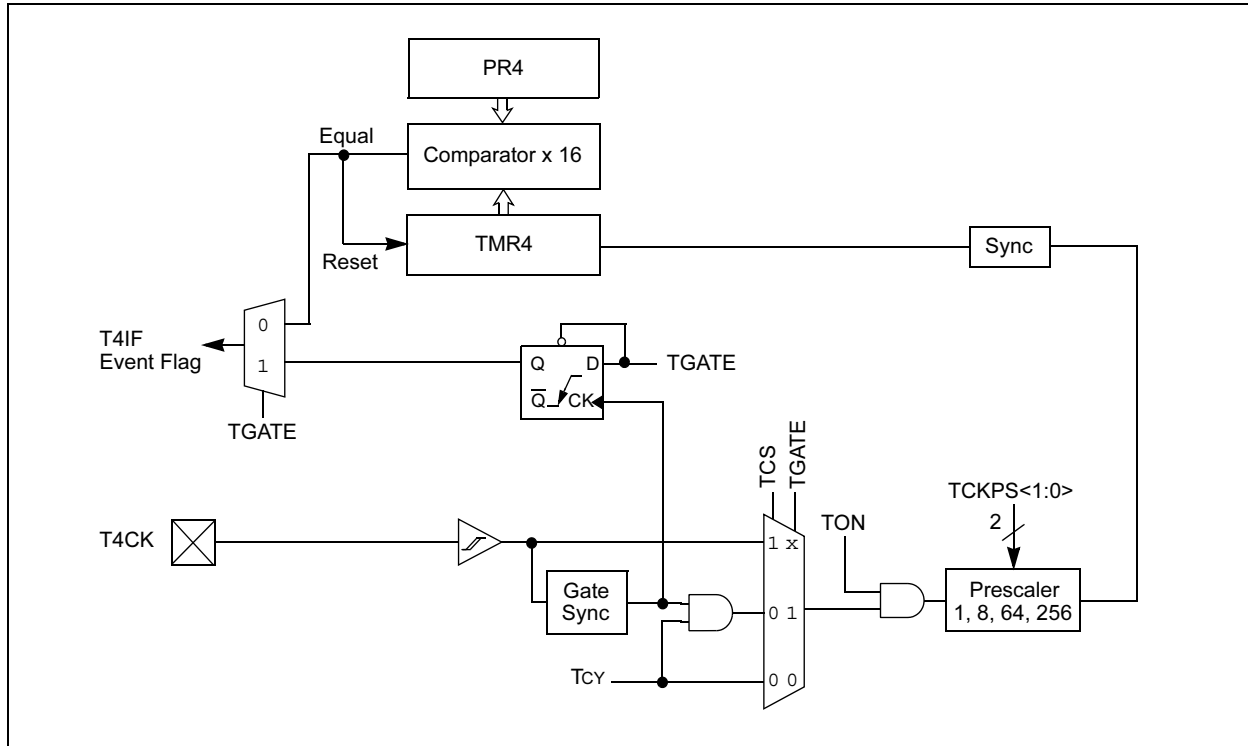 PR4
Equal
Comparator x 16
TMR4
Sync
Reset
T4IF
Event Flag
0
1
Q
D
TGATE
Q
CK
TGATE
TCS
TGATE
TCKPS<1:0>
2
TON
T4CK
1 x
Prescaler
1, 8, 64, 256
Gate
Sync
0 1
TCY
0 0